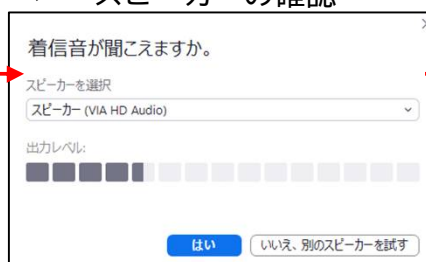 スピーカーの確認
着信音が聞こえますか。
スピーカーを選択
スピーカー (VIA HD Audio)
出力レベル:
はい
いいえ、別のスピーカーを試す